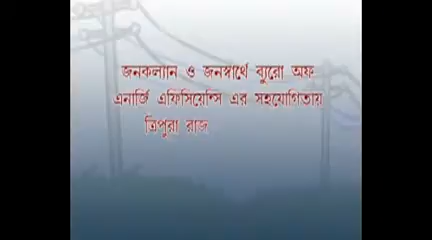 জনকল্যান ও জনস্বার্থে ব্যুরো অফ
এনার্জি এফিসিয়েন্সি এর সহযোগিতায়
ত্রিপুরা রাজ